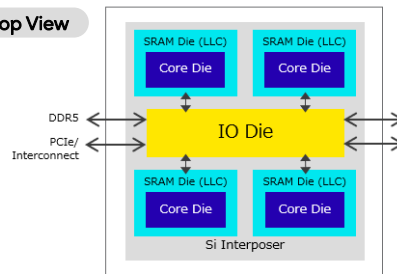 op View
SRAM Die (LLC)
Core Die
SRAM Die (LLC)
Core Die
DDR5
PCIe/
Interconnect
IO Die
SRAM Die (LLC)
Core Die
SRAM Die (LLC)
Core Die
Si Interposer